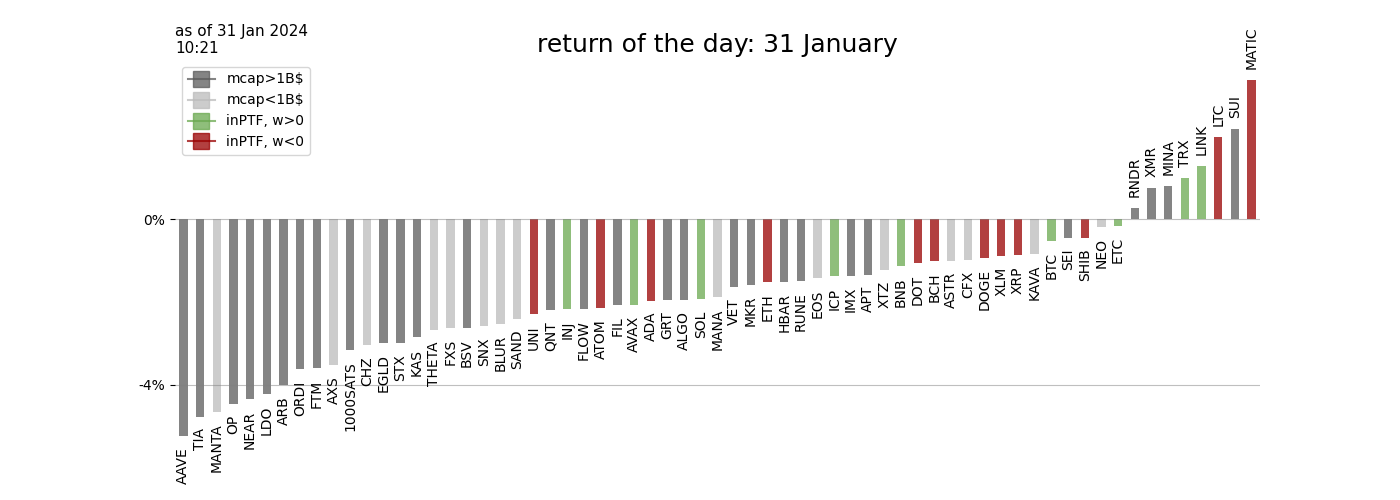 as of 31 Jan 2024
10:21
return of the day: 31 January
mcap>1B$
mcap<1B$
inPTF, w>0
inPTF, w<0
0%
-4%
AAVE
TIA
MANTA
OP
NEAR
LDO
ARB
ORDI
FTM
AXS
1000SATS
CHZ
EGLD
STX
KAS
THETA
FXS
BSV
SNX
BLUR
SAND
UNI
QNT
INJ
FLOW
ATOM
FIL
AVAX
ADA
GRT
ALGO
SOL
MANA
VET
MKR
ETH
HBAR
RUNE
EOS
ICP
IMX
APT
XTZ
BNB
DOT
BCH
ASTR
CFX
DOGE
XLM
XRP
KAVA
BTC
SEI
SHIB
NEO
ETC
RNDR
XMR
MINA
TRX
LINK
LTC
SUI
MATIC